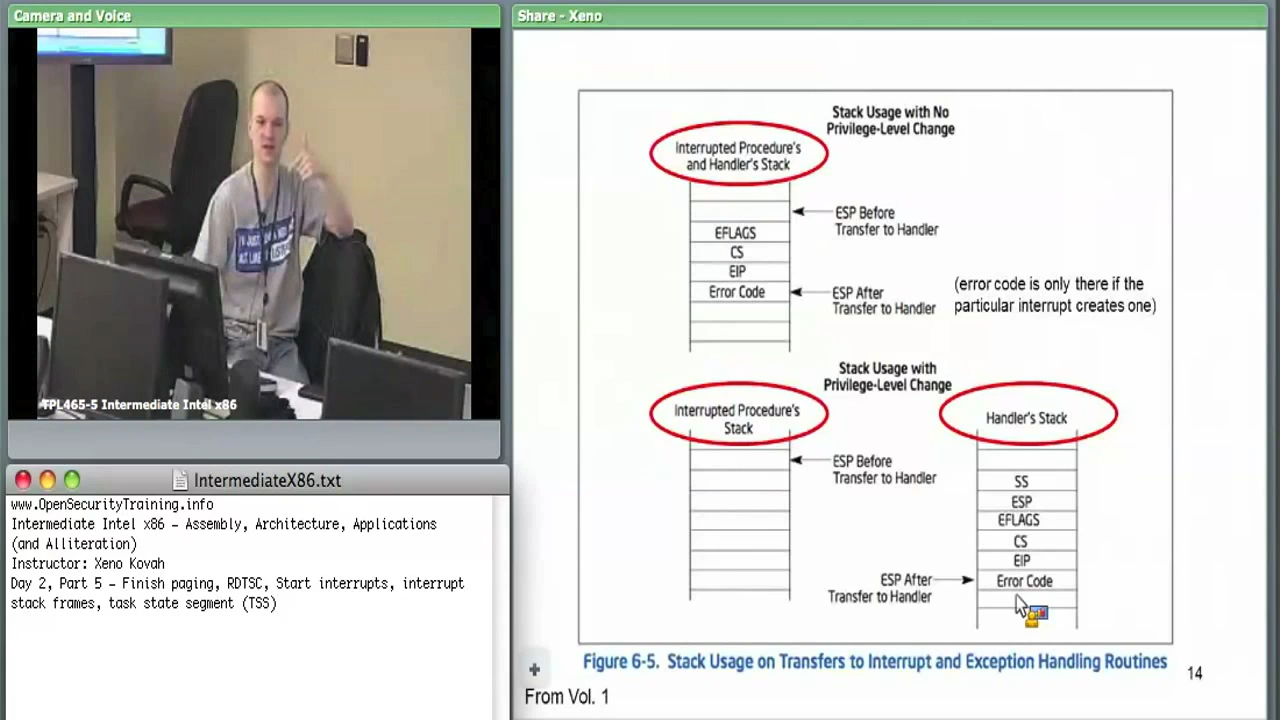 Camera and Voice
TPL465-5 Intermediate Intel x86
IntermediateX86.txt
www.OpenSecurityTraining.info
Intermediate Intel x86 – Assembly, Architecture, Applications
(and Alliteration)
Instructor: Xeno Kovah
Day 2, Part 5 – Finish paging, RDTSC, Start interrupts, interrupt
stack frames, task state segment (TSS)
Share - Xeno
Stack Usage with No
Privilege-Level Change
Interrupted Procedure's
and Handler's Stack
ESP Before
Transfer to Handler
EFLAGS
CS
EIP
Error Code
ESP After
Transfer to Handler
(error code is only there if the
particular interrupt creates one)
Stack Usage with
Privilege-Level Change
Interrupted Procedure's
Stack
Handler's Stack
ESP Before
Transfer to Handler
SS
ESP
EFLAGS
CS
EIP
ESP After
Transfer to Handler
Error Code
Figure 6-5. Stack Usage on Transfers to Interrupt and Exception Handling Routines
14
From Vol. 1